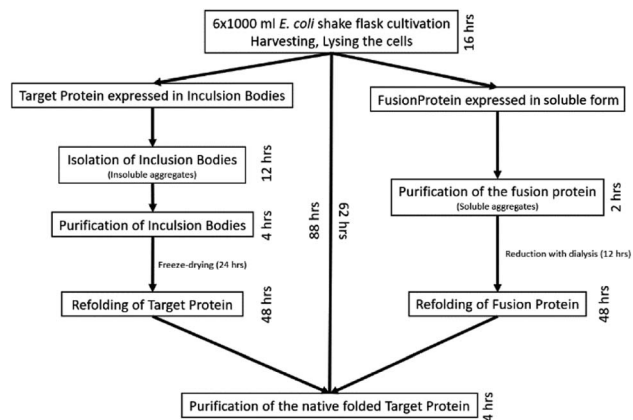 6x1000 ml E. coli shake flask cultivation
Harvesting, Lysing the cells
16 hrs
Target Protein expressed in Inculsion Bodies
FusionProtein expressed in soluble form
Isolation of Inclusion Bodies
(Insoluble aggregates)
12 hrs
Purification of the fusion protein
(Soluble aggregates)
2 hrs
Purification of Inclusion Bodies
4 hrs
88 hrs
62 hrs
Freeze-drying (24 hrs)
Reduction with dialysis (12 hrs)
Refolding of Target Protein
48 hrs
Refolding of Fusion Protein
48 hrs
Purification of the native folded Target Protein
4 hrs